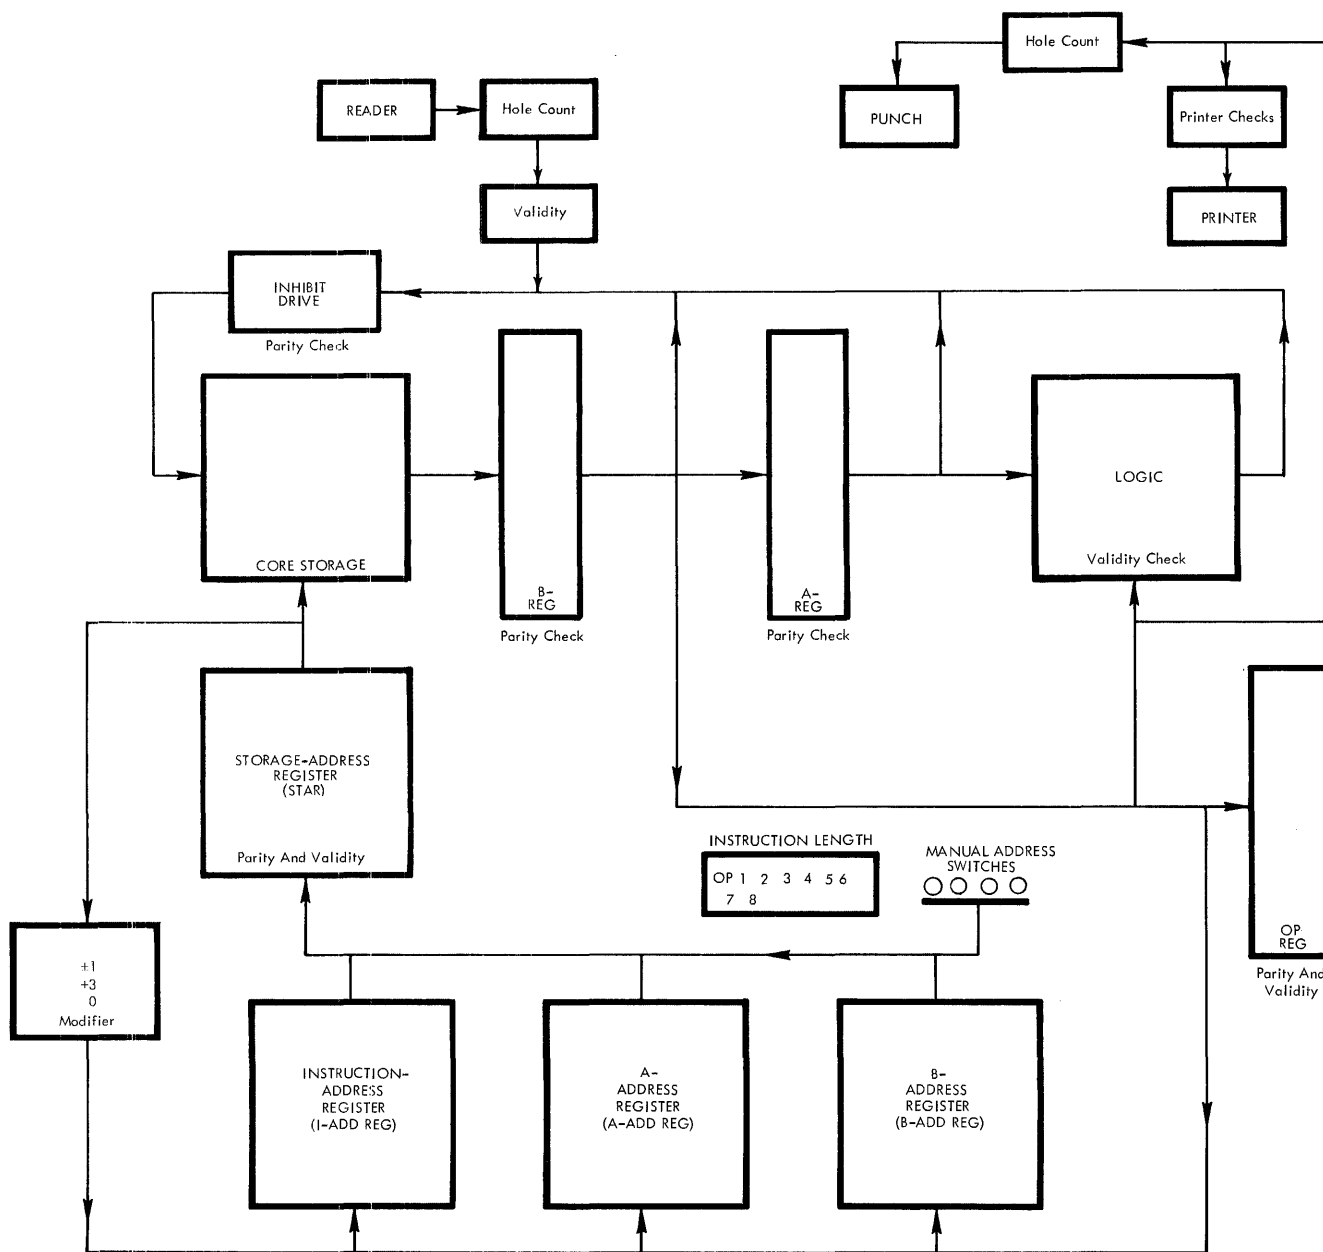 Hole Count
READER
Hole Count
PUNCH
Printer Checks
Validity
PRINTER
INHIBIT
DRIVE
Parity Check
CORE STORAGE
B-
REG
Parity Check
A-
REG
Parity Check
LOGIC
Validity Check
STORAGE-ADDRESS
REGISTER
(STAR)
Parity And Validity
INSTRUCTION LENGTH
OP 1 2 3 4 5 6
7 8
MANUAL ADDRESS
SWITCHES
OP
REG
Parity And
Validity
±1
+3
0
Modifier
INSTRUCTION-
ADDRESS
REGISTER
(I-ADD REG)
A-
ADDRESS
REGISTER
(A-ADD REG)
B-
ADDRESS
REGISTER
(B-ADD REG)